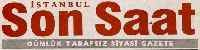 İSTANBUL
Son Saat
GÜNLÜK TARAFSIZ SİYASİ GAZETE